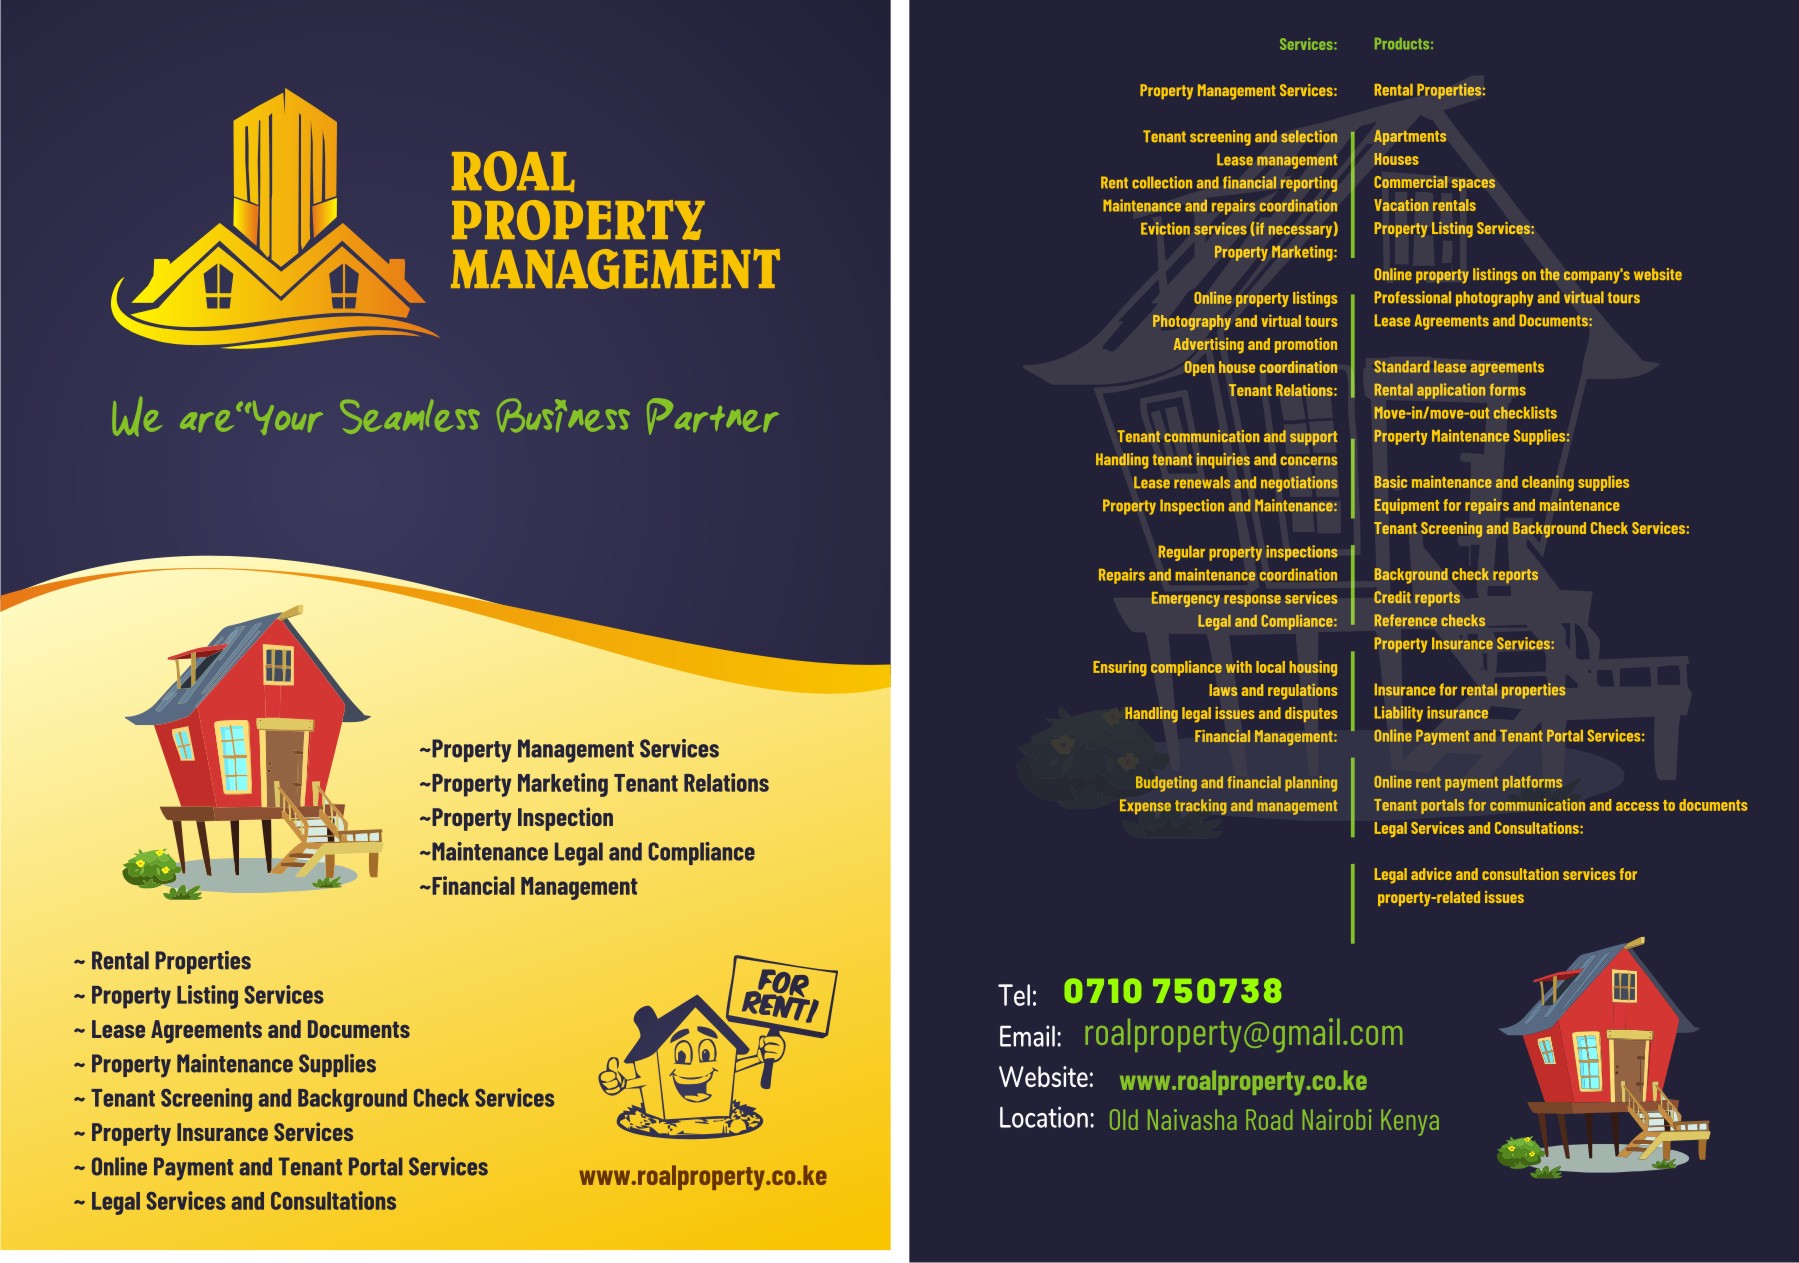 ROAL
PROPERTY
MANAGEMENT
We are "Your Seamless Business Partner
~Property Management Services
~Property Marketing Tenant Relations
~Property Inspection
~Maintenance Legal and Compliance
~Financial Management
~ Rental Properties
~ Property Listing Services
~ Lease Agreements and Documents
~ Property Maintenance Supplies
~ Tenant Screening and Background Check Services
~ Property Insurance Services
~ Online Payment and Tenant Portal Services
~ Legal Services and Consultations
FOR
RENT!
www.roalproperty.co.ke
Services:
Property Management Services:
Tenant screening and selection
Lease management
Rent collection and financial reporting
Maintenance and repairs coordination
Eviction services (if necessary)
Property Marketing:
Online property listings
Photography and virtual tours
Advertising and promotion
Open house coordination
Tenant Relations:
Tenant communication and support
Handling tenant inquiries and concerns
Lease renewals and negotiations
Property Inspection and Maintenance:
Regular property inspections
Repairs and maintenance coordination
Emergency response services
Legal and Compliance:
Ensuring compliance with local housing
laws and regulations
Handling legal issues and disputes
Financial Management:
Budgeting and financial planning
Expense tracking and management
Products:
Rental Properties:
Apartments
Houses
Commercial spaces
Vacation rentals
Property Listing Services:
Online property listings on the company's website
Professional photography and virtual tours
Lease Agreements and Documents:
Standard lease agreements
Rental application forms
Move-in/move-out checklists
Property Maintenance Supplies:
Basic maintenance and cleaning supplies
Equipment for repairs and maintenance
Tenant Screening and Background Check Services:
Background check reports
Credit reports
Reference checks
Property Insurance Services:
Insurance for rental properties
Liability insurance
Online Payment and Tenant Portal Services:
Online rent payment platforms
Tenant portals for communication and access to documents
Legal Services and Consultations:
Legal advice and consultation services for
property-related issues
Tel: 0710 750738
Email: roalproperty@gmail.com
Website: www.roalproperty.co.ke
Location: Old Naivasha Road Nairobi Kenya